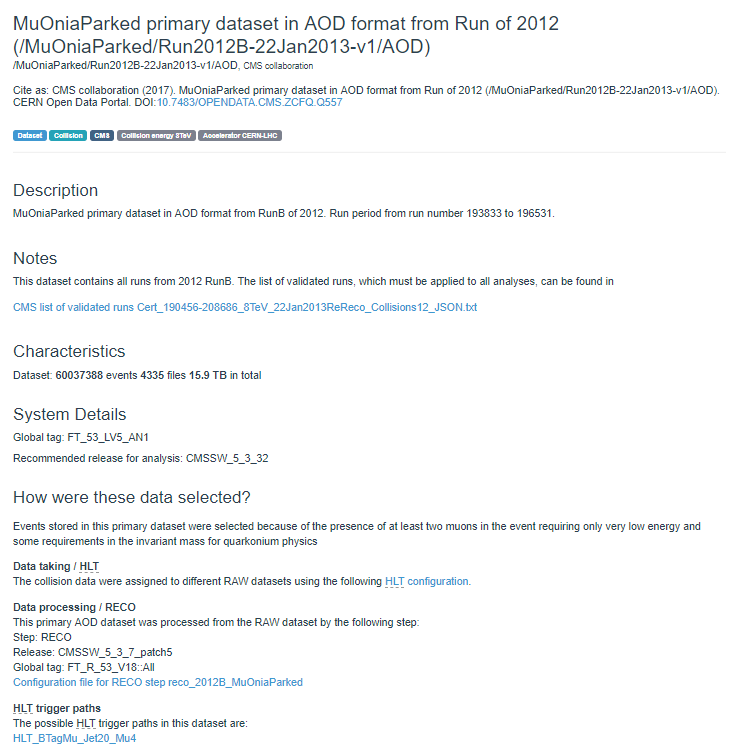 MuOniaParked primary dataset in AOD format from Run of 2012
(/MuOniaParked/Run2012B-22Jan2013-v1/AOD)
/MuOniaParked/Run2012B-22Jan2013-v1/AOD, CMS collaboration
Cite as: CMS collaboration (2017). MuOniaParked primary dataset in AOD format from Run of 2012 (/MuOniaParked/Run2012B-22Jan2013-v1/AOD).
CERN Open Data Portal. DOI:10.7483/OPENDATA.CMS.ZCFQ.Q557
Dataset Collision CMS Collision energy 8TeV Accelerator CERN-LHC
Description
MuOniaParked primary dataset in AOD format from RunB of 2012. Run period from run number 193833 to 196531.
Notes
This dataset contains all runs from 2012 RunB. The list of validated runs, which must be applied to all analyses, can be found in
CMS list of validated runs Cert_190456-208686_8TeV_22Jan2013ReReco_Collisions12_JSON.txt
Characteristics
Dataset: 60037388 events 4335 files 15.9 TB in total
System Details
Global tag: FT_53_LV5_AN1
Recommended release for analysis: CMSSW_5_3_32
How were these data selected?
Events stored in this primary dataset were selected because of the presence of at least two muons in the event requiring only very low energy and
some requirements in the invariant mass for quarkonium physics
Data taking / HLT
The collision data were assigned to different RAW datasets using the following HLT configuration.
Data processing / RECO
This primary AOD dataset was processed from the RAW dataset by the following step:
Step: RECO
Release: CMSSW_5_3_7_patch5
Global tag: FT_R_53_V18::All
Configuration file for RECO step reco_2012B_MuOniaParked
HLT trigger paths
The possible HLT trigger paths in this dataset are:
HLT_BTagMu_Jet20_Mu4